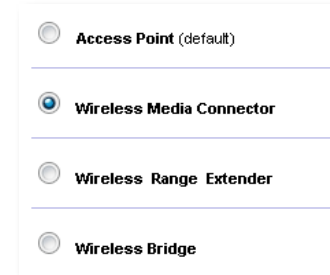 Access Point (default)
Wireless Media Connector
Wireless Range Extender
Wireless Bridge